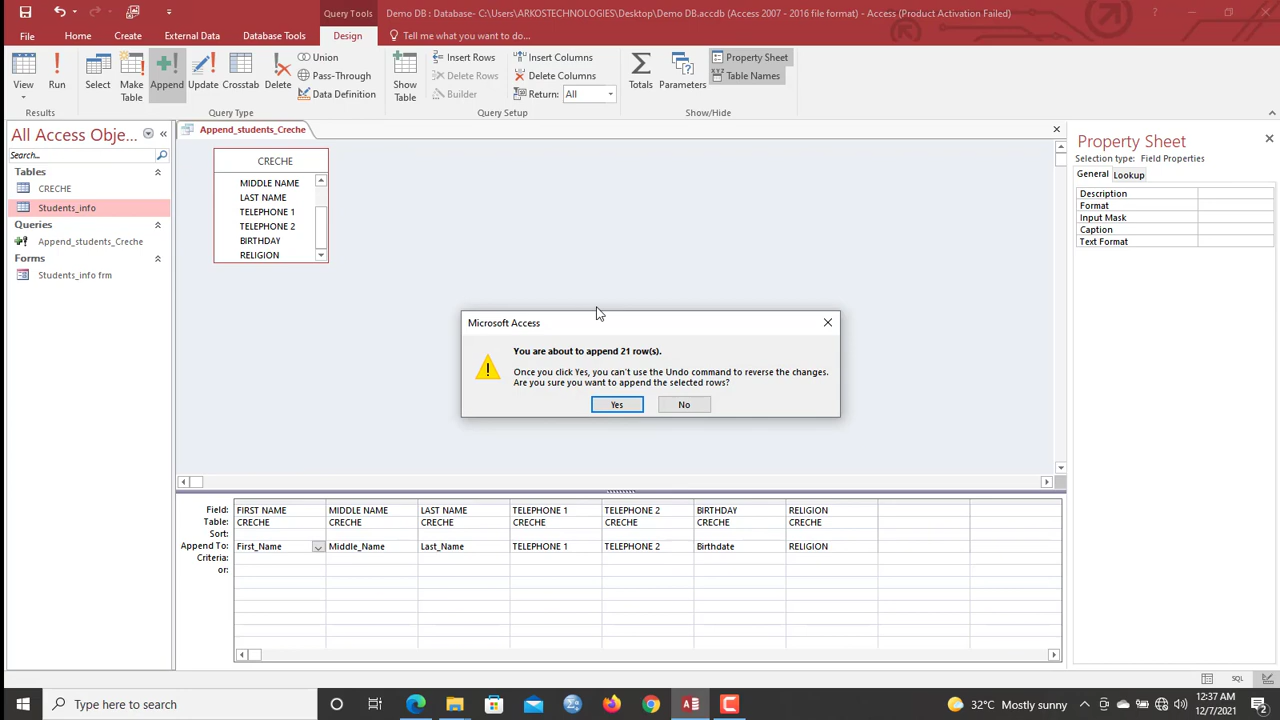 Query Tools
Demo DB : Database- C:\Users\ARKOSTECHNOLOGIES\Desktop\Demo DB.accdb (Access 2007 - 2016 file format) - Access (Product Activation Failed)
?
File
Home
Create
External Data
Database Tools
Design
Tell me what you want to do...
View
Run
Select
Make
Table
Append
Update
Crosstab
Delete
Union
Pass-Through
Data Definition
Show
Table
Insert Rows
Delete Rows
Builder
Insert Columns
Delete Columns
Return: All
Totals
Parameters
Property Sheet
Table Names
Results
Query Type
Query Setup
Show/Hide
All Access Obje...
Search...
Tables
CRECHE
Students_info
Queries
Append_students_Creche
Forms
Students_info frm
Append_students_Creche
CRECHE
MIDDLE NAME
LAST NAME
TELEPHONE 1
TELEPHONE 2
BIRTHDAY
RELIGION
Microsoft Access
You are about to append 21 row(s).
Once you click Yes, you can't use the Undo command to reverse the changes.
Are you sure you want to append the selected rows?
Yes
No
Field: FIRST NAME MIDDLE NAME LAST NAME TELEPHONE 1 TELEPHONE 2 BIRTHDAY RELIGION
Table: CRECHE CRECHE CRECHE CRECHE CRECHE CRECHE CRECHE
Sort:
Append To: First_Name Middle_Name Last_Name TELEPHONE 1 TELEPHONE 2 Birthdate RELIGION
Criteria:
or:
Property Sheet
Selection type: Field Properties
General
Lookup
Description
Format
Input Mask
Caption
Text Format
SQL
Type here to search
32°C Mostly sunny
12:37 AM
12/7/2021
2